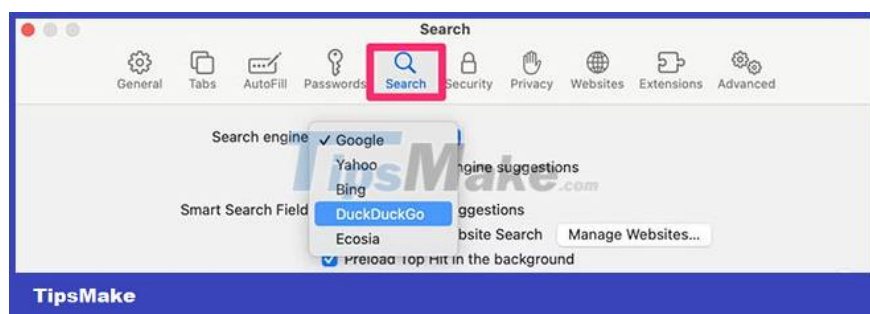 Search
General Tabs AutoFill Passwords Search Security Privacy Websites Extensions Advanced
Search engine ✓ Google
Yahoo
ngine suggestions
Bing
Smart Search Field DuckDuckGo ggestions
bsite Search Manage Websites...
Ecosia
Preload Top Hit in the background
TipsMake.com
TipsMake